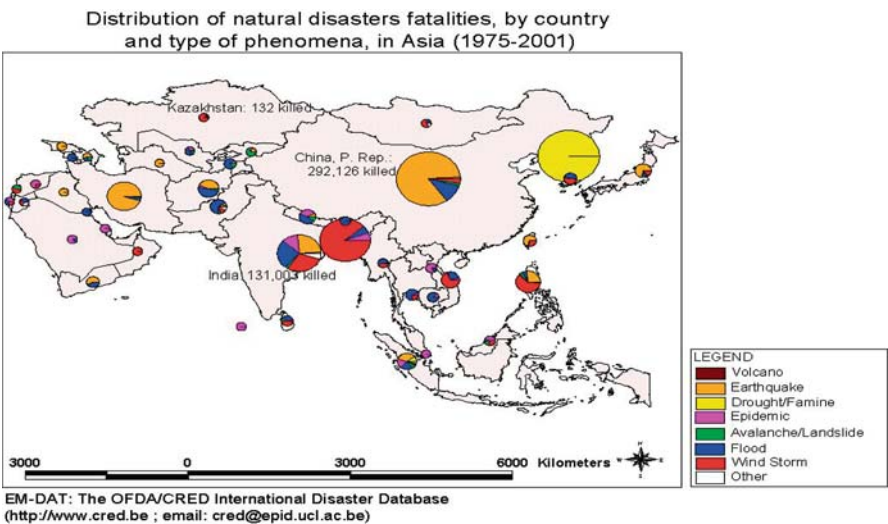 Distribution of natural disasters fatalities, by country
and type of phenomena, in Asia (1975-2001)
Kazakhstan: 132 killed
China, P. Rep.:
292,126 killed
India: 131,003 killed
LEGEND
Volcano
Earthquake
Drought/Famine
Epidemic
Avalanche/Landslide
Flood
Wind Storm
Other
3000 0 3000 6000 Kilometers
N
W E
S
EM-DAT: The OFDA/CRED International Disaster Database
(http://www.cred.be ; email: cred@epid.ucl.ac.be)